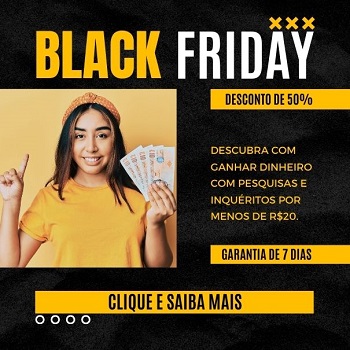 BLACK FRIDAY
DESCONTO DE 50%
DESCUBRA COM
GANHAR DINHEIRO
COM PESQUISAS E
INQUÉRITOS POR
MENOS DE R$20.
GARANTIA DE 7 DIAS
CLIQUE E SAIBA MAIS